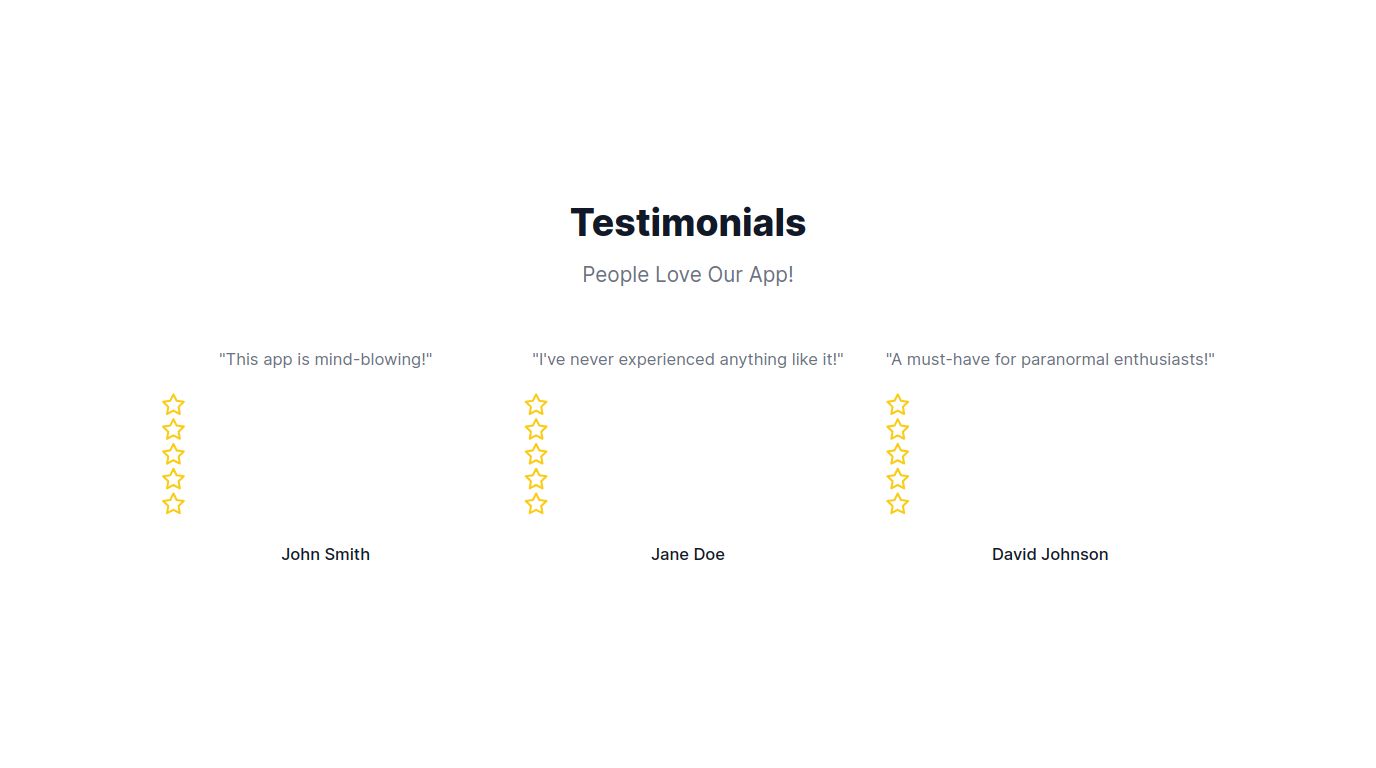 Testimonials
People Love Our App!
"This app is mind-blowing!"
"I've never experienced anything like it!"
"A must-have for paranormal enthusiasts!"
John Smith
Jane Doe
David Johnson